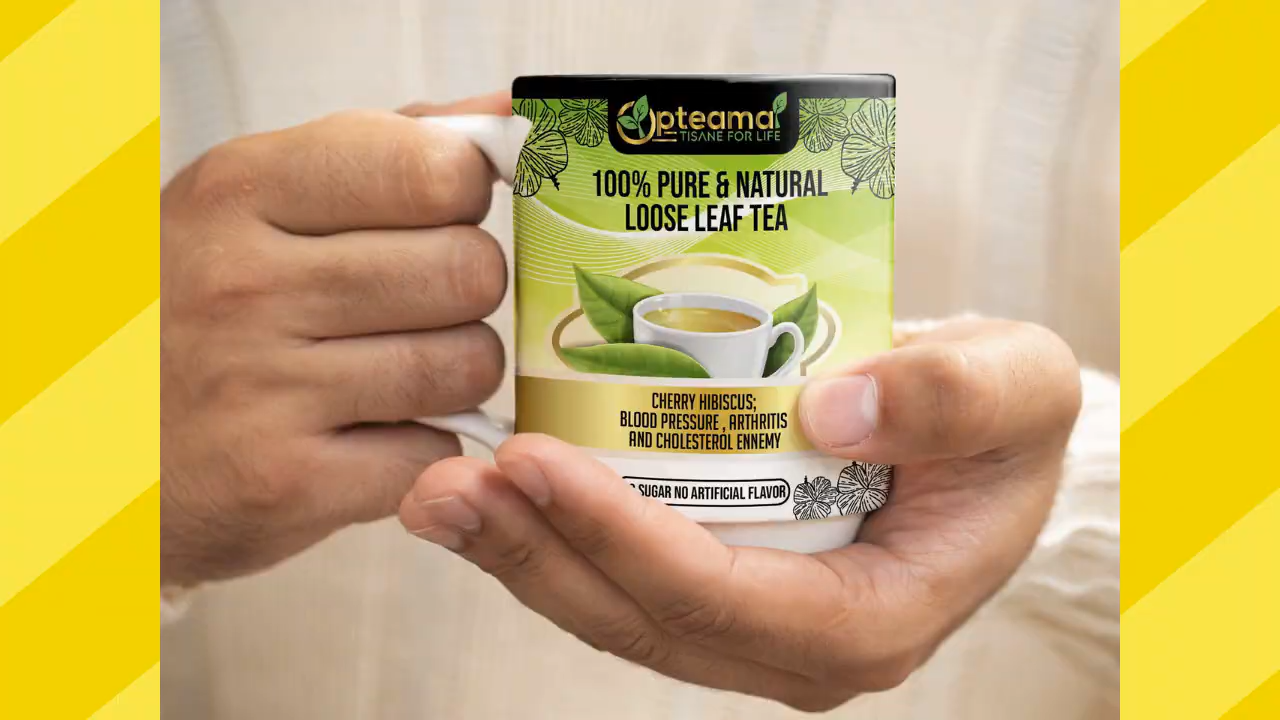 Opteama
TISANE FOR LIFE
100% PURE & NATURAL
LOOSE LEAF TEA
CHERRY HIBISCUS;
BLOOD PRESSURE , ARTHRITIS
AND CHOLESTEROL ENNEMY
SUGAR NO ARTIFICIAL FLAVOR